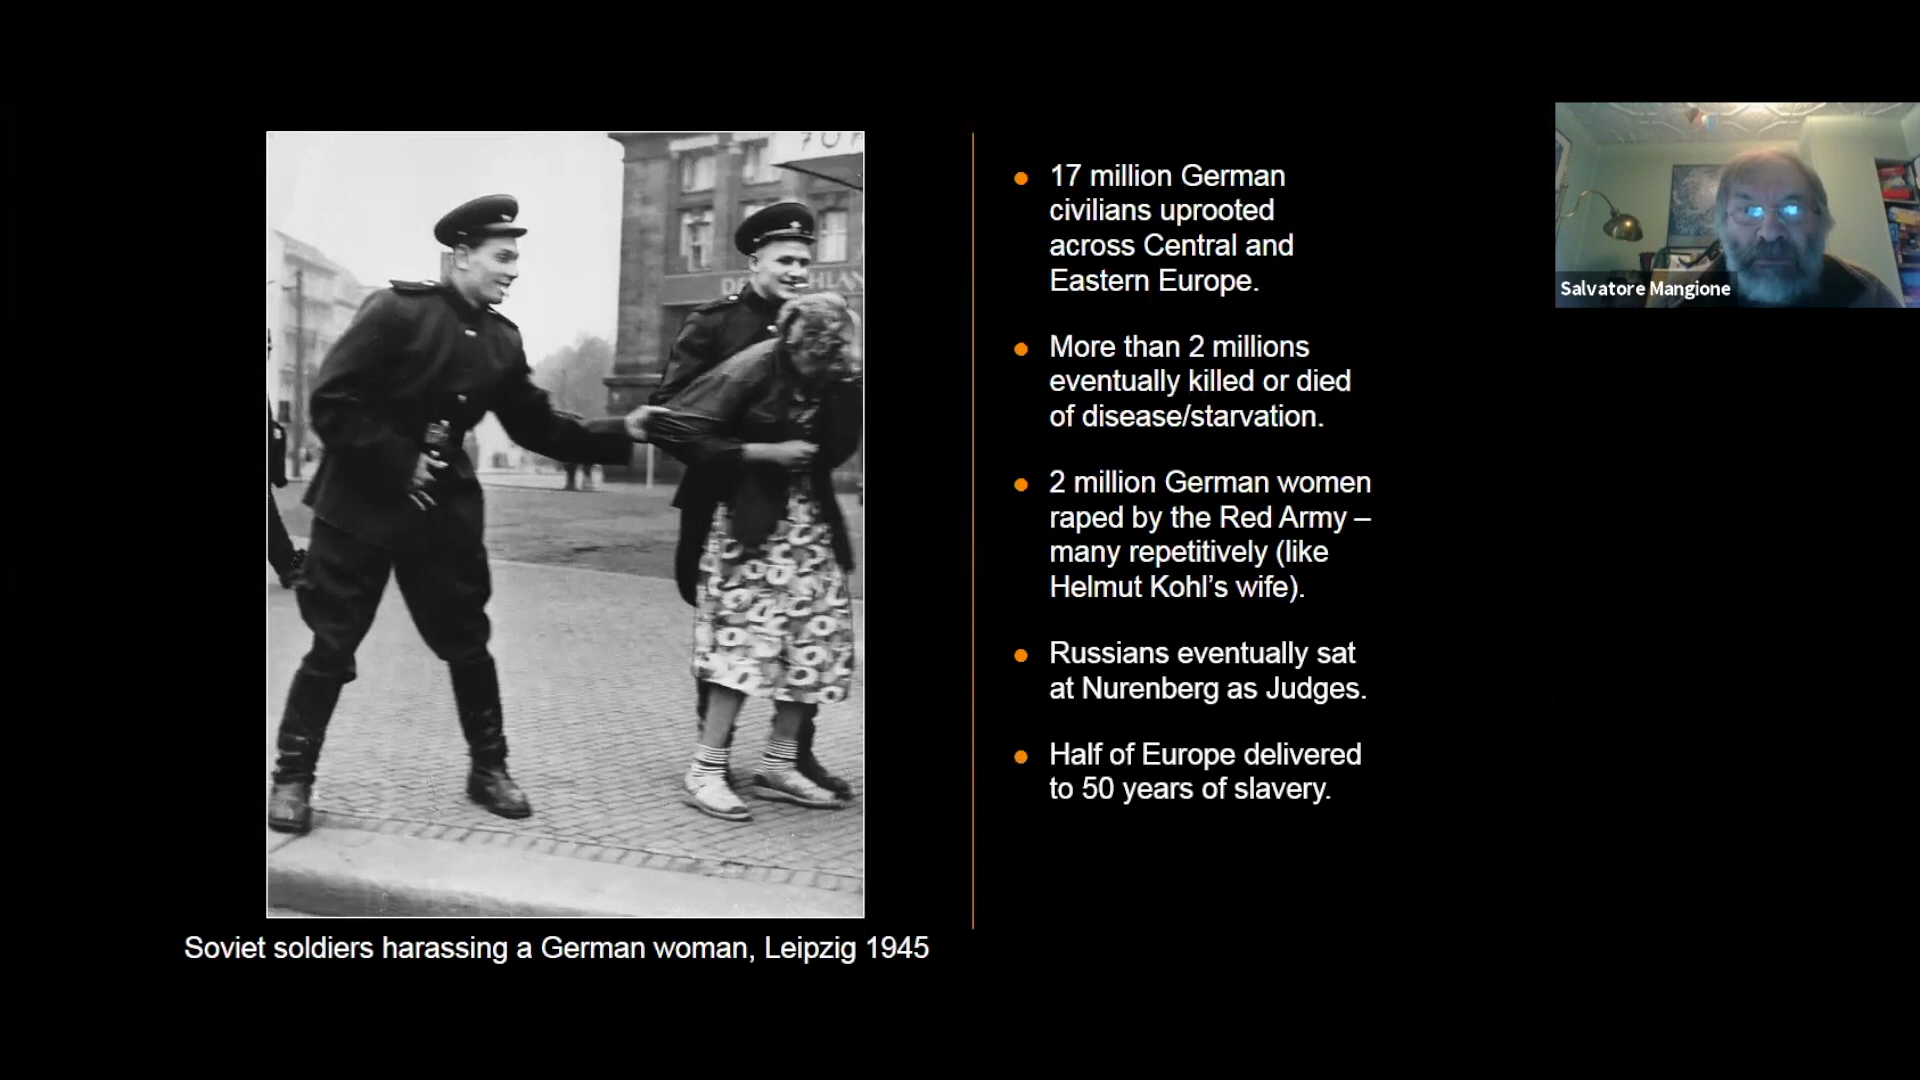 17 million German
civilians uprooted
across Central and
Eastern Europe.
More than 2 millions
eventually killed or died
of disease/starvation.
2 million German women
raped by the Red Army –
many repetitively (like
Helmut Kohl’s wife).
Russians eventually sat
at Nurenberg as Judges.
Half of Europe delivered
to 50 years of slavery.
Soviet soldiers harassing a German woman, Leipzig 1945
Salvatore Mangione